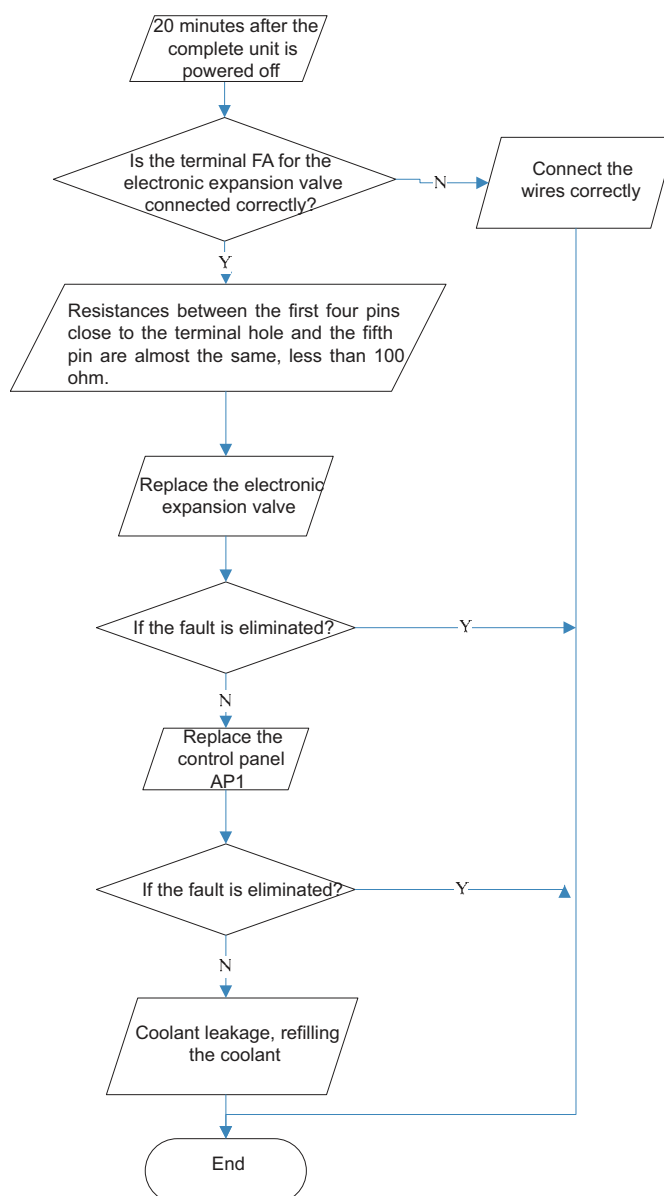 20 minutes after the
complete unit is
powered off
Is the terminal FA for the
electronic expansion valve
connected correctly?
N
Connect the
wires correctly
Y
Resistances between the first four pins
close to the terminal hole and the fifth
pin are almost the same, less than 100
ohm.
Replace the electronic
expansion valve
If the fault is eliminated?
Y
N
Replace the
control panel
AP1
If the fault is eliminated?
Y
N
Coolant leakage, refilling
the coolant
End